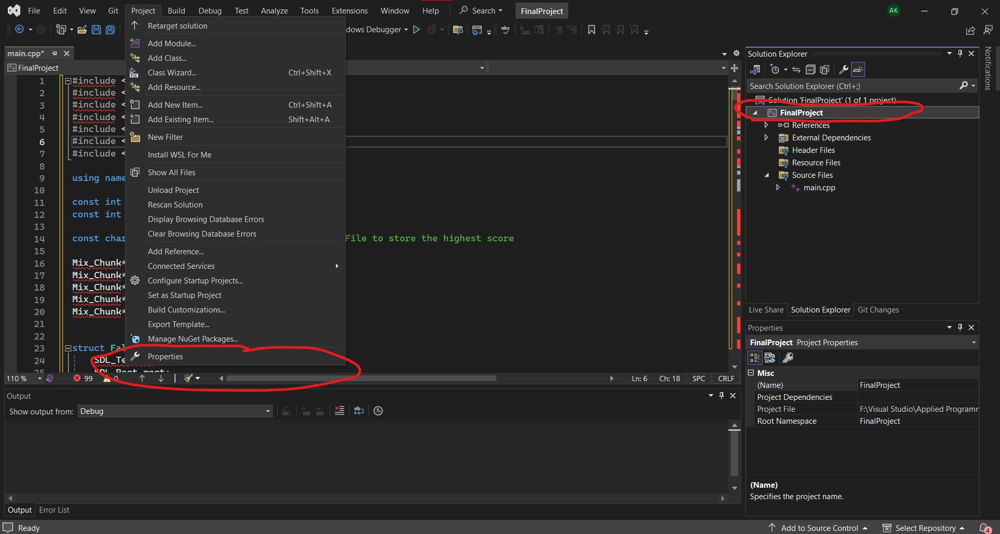 File Edit View Git Project Build Debug Test Analyze Tools Extensions Window Help Search FinalProject AK
dows Debugger
main.cpp*
FinalProject
1 #include <
2 #include <
3 #include <
4 #include <
5 #include <
6 #include <
7 #include <
8
9 using name
10
11 const int
12 const int
13
14 const char File to store the highest score
15
16 Mix_Chunk*
17 Mix_Chunk*
18 Mix_Chunk*
19 Mix_Chunk*
20 Mix_Chunk*
21
22
23 struct Fal
24 SDL_Te
25 SDL_Rect rect;
Retarget solution
Add Module...
Add Class...
Class Wizard... Ctrl+Shift+X
Add Resource...
Add New Item... Ctrl+Shift+A
Add Existing Item... Shift+Alt+A
New Filter
Install WSL For Me
Show All Files
Unload Project
Rescan Solution
Display Browsing Database Errors
Clear Browsing Database Errors
Add Reference...
Connected Services
Configure Startup Projects...
Set as Startup Project
Build Customizations...
Export Template...
Manage NuGet Packages...
Properties
110 % 99 0 Ln: 6 Ch: 18 SPC CRLF
Output
Show output from: Debug
Output Error List
Solution Explorer
Search Solution Explorer (Ctrl+;)
Solution 'FinalProject' (1 of 1 project)
FinalProject
References
External Dependencies
Header Files
Resource Files
Source Files
main.cpp
Live Share Solution Explorer Git Changes
Properties
FinalProject Project Properties
Misc
(Name) FinalProject
Project Dependencies
Project File F:\Visual Studio\Applied Programm
Root Namespace FinalProject
(Name)
Specifies the project name.
Notifications
Ready Add to Source Control Select Repository 4